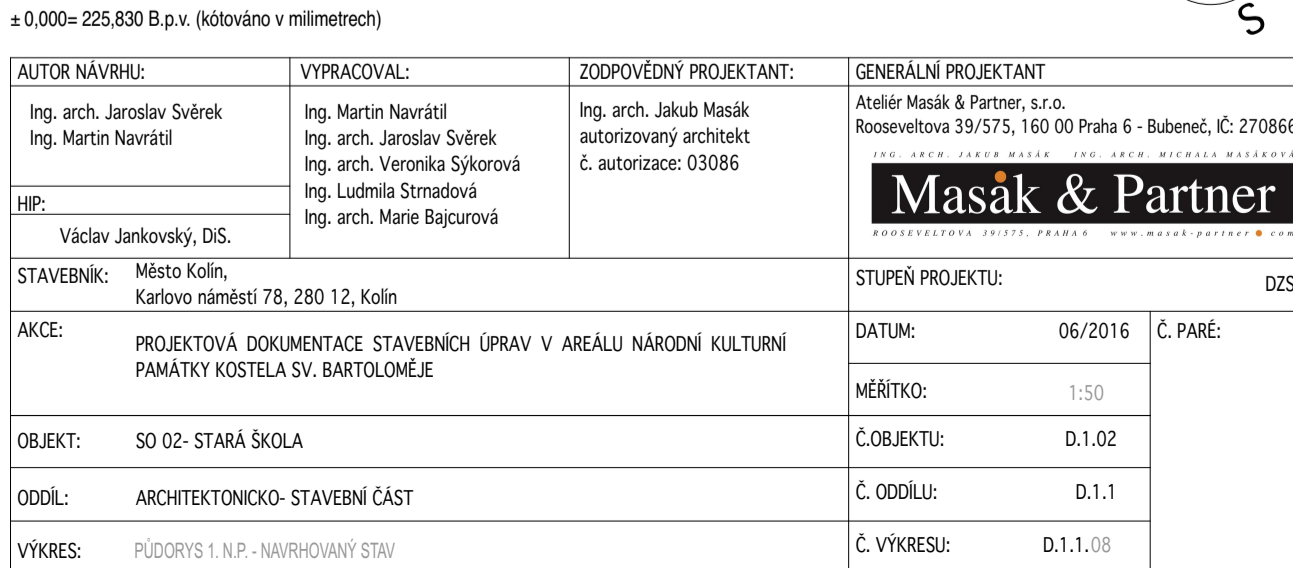 S
± 0,000= 225,830 B.p.v. (kótováno v milimetrech)
AUTOR NÁVRHU:
Ing. arch. Jaroslav Svěrek
Ing. Martin Navrátil
HIP:
Václav Jankovský, DiS.
VYPRACOVAL:
Ing. Martin Navrátil
Ing. arch. Jaroslav Svěrek
Ing. arch. Veronika Sýkorová
Ing. Ludmila Strnadová
Ing. arch. Marie Bajcurová
ZODPOVĚDNÝ PROJEKTANT:
Ing. arch. Jakub Masák
autorizovaný architekt
č. autorizace: 03086
GENERÁLNÍ PROJEKTANT
Ateliér Masák & Partner, s.r.o.
Rooseveltova 39/575, 160 00 Praha 6 - Bubeneč, IČ: 270866
ING. ARCH. JAKUB MASÁK ING. ARCH. MICHALA MASÁKOVÁ
Masák & Partner
ROOSEVELTOVA 39/575, PRAHA 6 www.masak-partner.com
STAVEBNÍK: Město Kolín,
Karlovo náměstí 78, 280 12, Kolín
STUPEŇ PROJEKTU: DZS
AKCE: PROJEKTOVÁ DOKUMENTACE STAVEBNÍCH ÚPRAV V AREÁLU NÁRODNÍ KULTURNÍ
PAMÁTKY KOSTELA SV. BARTOLOMĚJE
DATUM: 06/2016 Č. PARÉ:
MĚŘÍTKO: 1:50
OBJEKT: SO 02- STARÁ ŠKOLA
Č.OBJEKTU: D.1.02
ODDÍL: ARCHITEKTONICKO- STAVEBNÍ ČÁST
Č. ODDÍLU: D.1.1
VÝKRES: PŮDORYS 1. N.P. - NAVRHOVANÝ STAV
Č. VÝKRESU: D.1.1.08